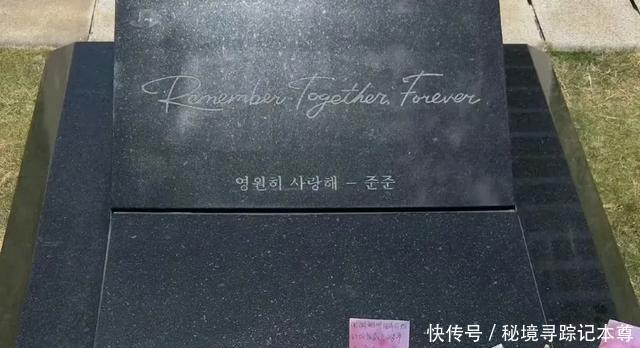 Remember. Together. Forever
영원히 사랑해 – 준준
快传号 / 秘境寻踪记本尊